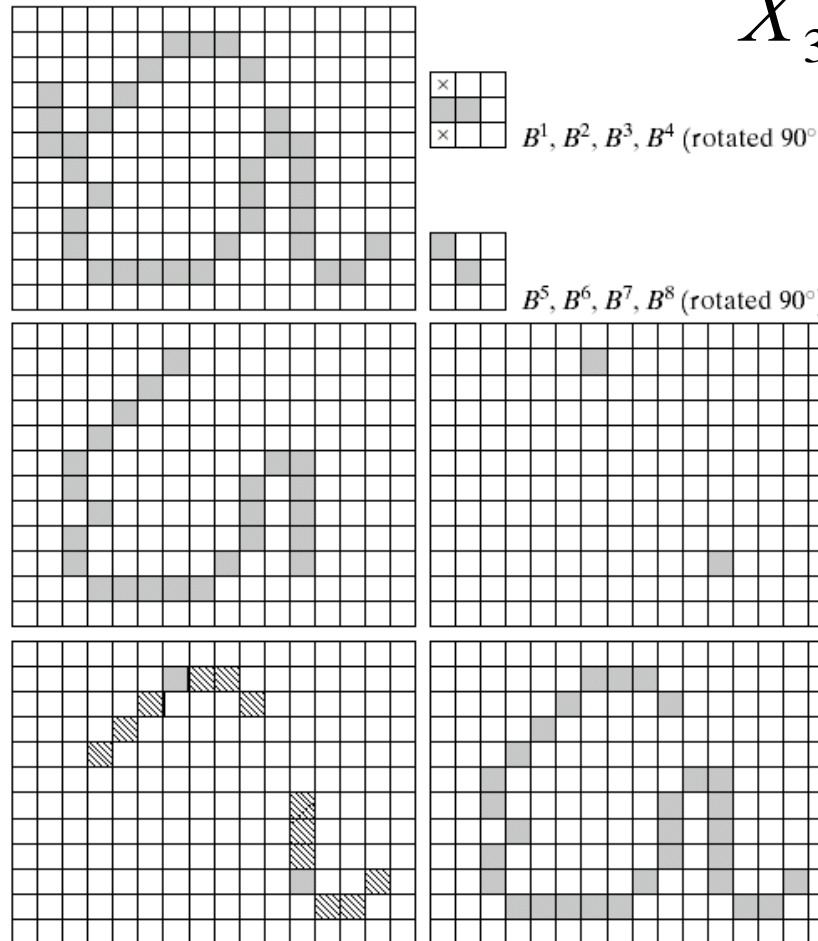 X₃
×
×
B¹, B², B³, B⁴ (rotated 90°
B⁵, B⁶, B⁷, B⁸ (rotated 90°